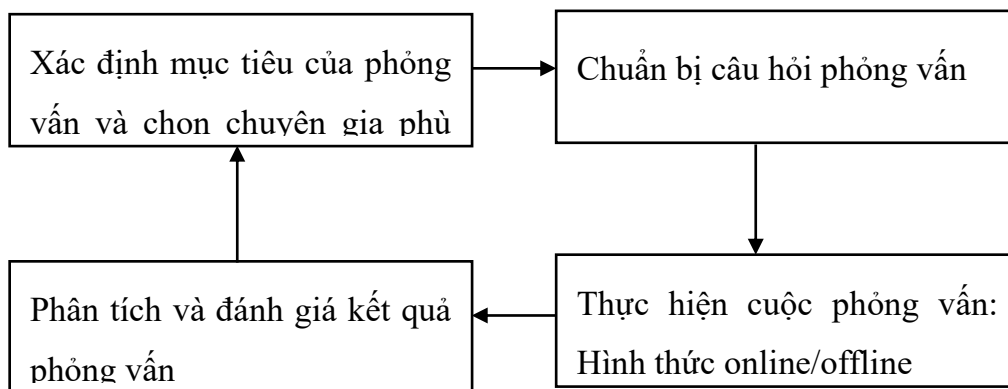 Xác định mục tiêu của phỏng
vấn và chọn chuyên gia phù
Chuẩn bị câu hỏi phỏng vấn
Thực hiện cuộc phỏng vấn:
Hình thức online/offline
Phân tích và đánh giá kết quả
phỏng vấn